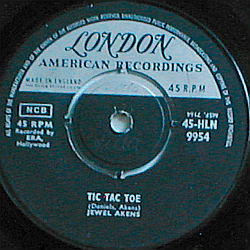 LONDON
AMERICAN RECORDINGS
MADE IN ENGLAND
45 R.P.M
NCB
45 RPM
Recorded by
ERA,
Hollywood
45-HLN
9954
TIC TAC TOE
(Daniels, Akens)
JEWEL AKENS